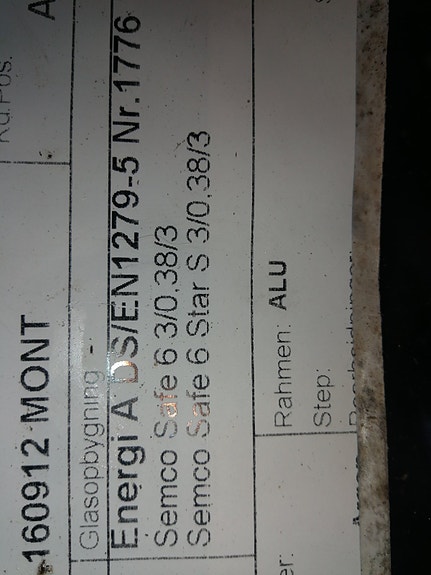 Kd.Pos.
A
160912 MONT
Glasopbygning -
Energi A DS/EN1279-5 Nr.1776
Semco Safe 6 3/0,38/3
Semco Safe 6 Star S 3/0,38/3
Rahmen: ALU
Step:
er: